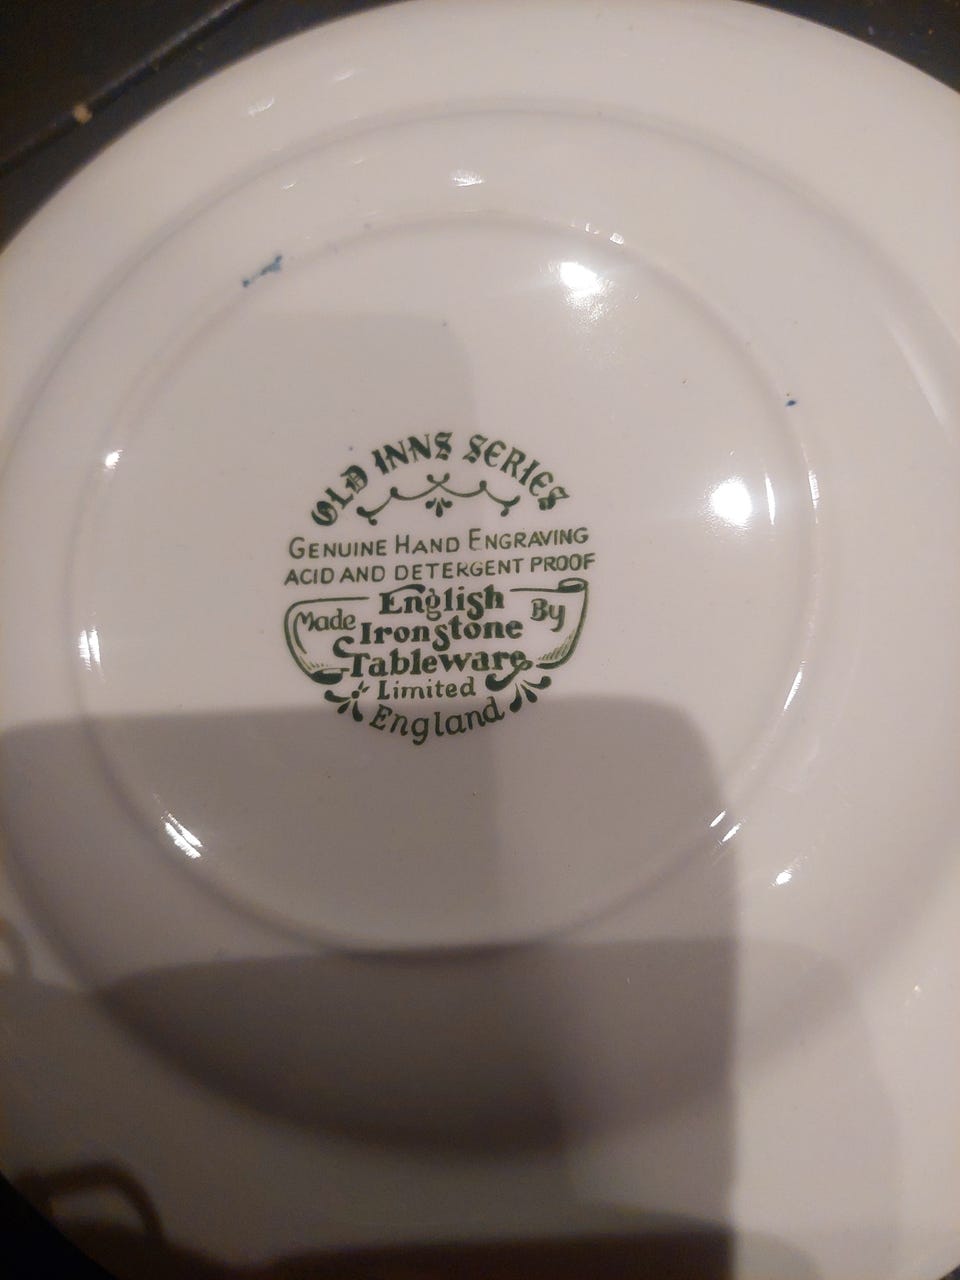 OLD INNS SERIES
GENUINE HAND ENGRAVING
ACID AND DETERGENT PROOF
Made English By
Ironstone
Tableware
Limited
England